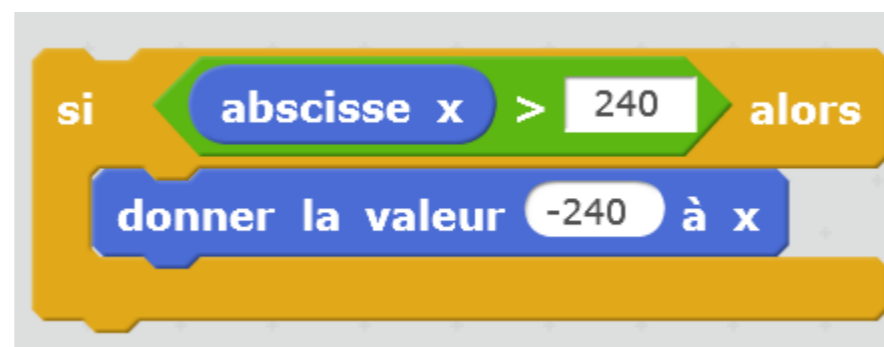 si abscisse x > 240 alors
donner la valeur -240 à x